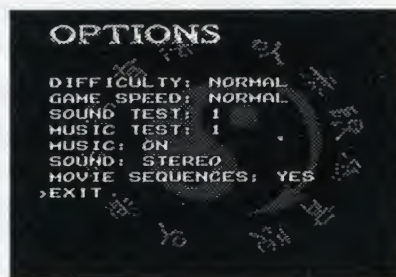 OPTIONS
DIFFICULTY: NORMAL
GAME SPEED: NORMAL
SOUND TEST: 1
MUSIC TEST: 1
MUSIC: ON
SOUND: STEREO
MOVIE SEQUENCES: YES
>EXIT